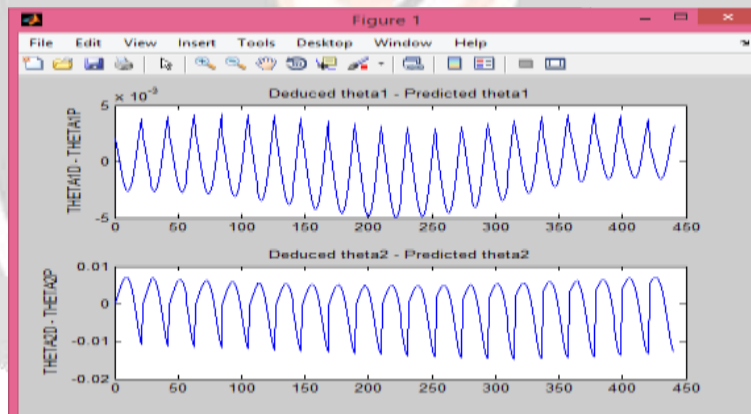 Figure 1
File Edit View Insert Tools Desktop Window Help
Deduced theta1 - Predicted theta1
× 10⁻³
THETA1D - THETA1P
5
0
-5
0 50 100 150 200 250 300 350 400 450
Deduced theta2 - Predicted theta2
THETA2D - THETA2P
0.01
0
-0.01
-0.02
0 50 100 150 200 250 300 350 400 450